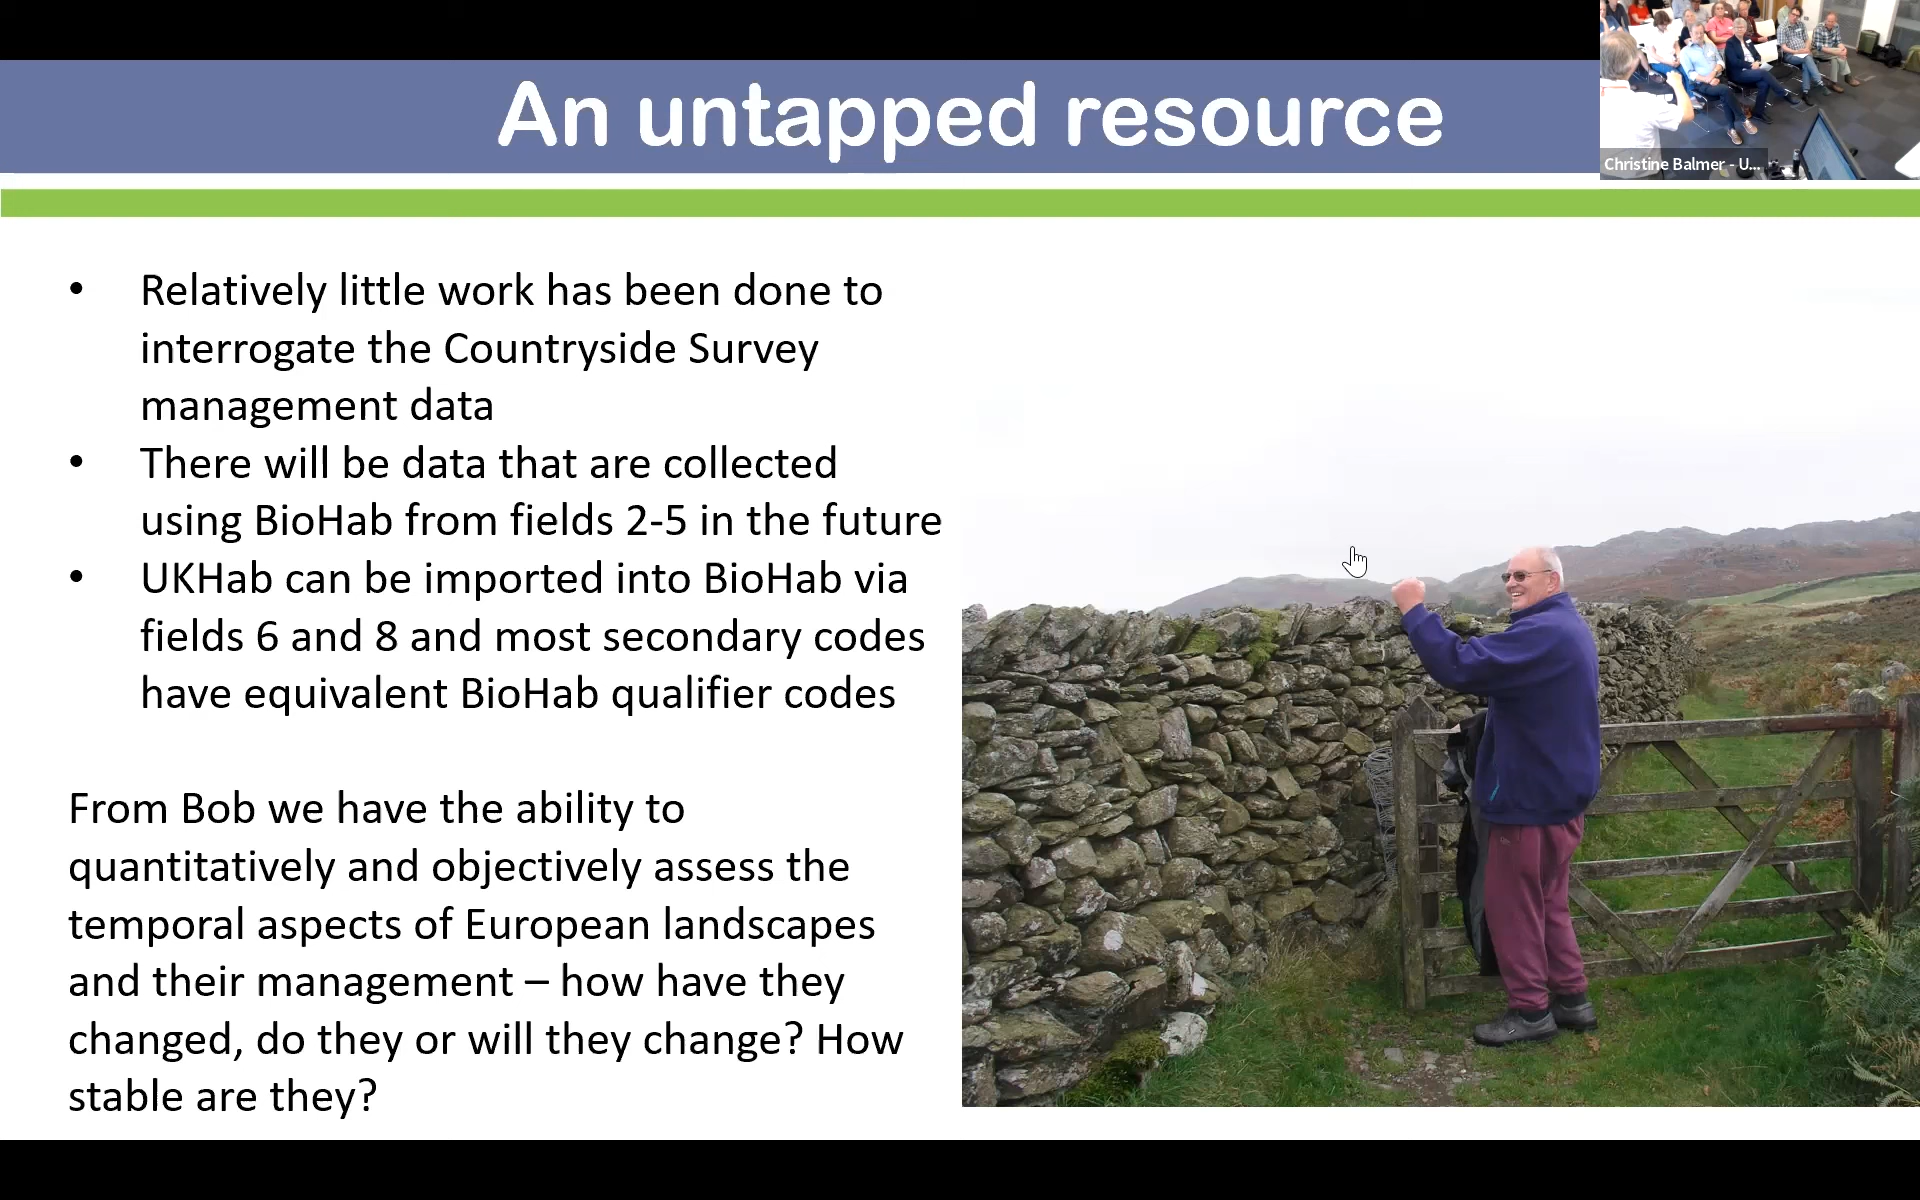 An untapped resource
Christine Balmer - U...
• Relatively little work has been done to
interrogate the Countryside Survey
management data
• There will be data that are collected
using BioHab from fields 2-5 in the future
• UKHab can be imported into BioHab via
fields 6 and 8 and most secondary codes
have equivalent BioHab qualifier codes
From Bob we have the ability to
quantitatively and objectively assess the
temporal aspects of European landscapes
and their management – how have they
changed, do they or will they change? How
stable are they?